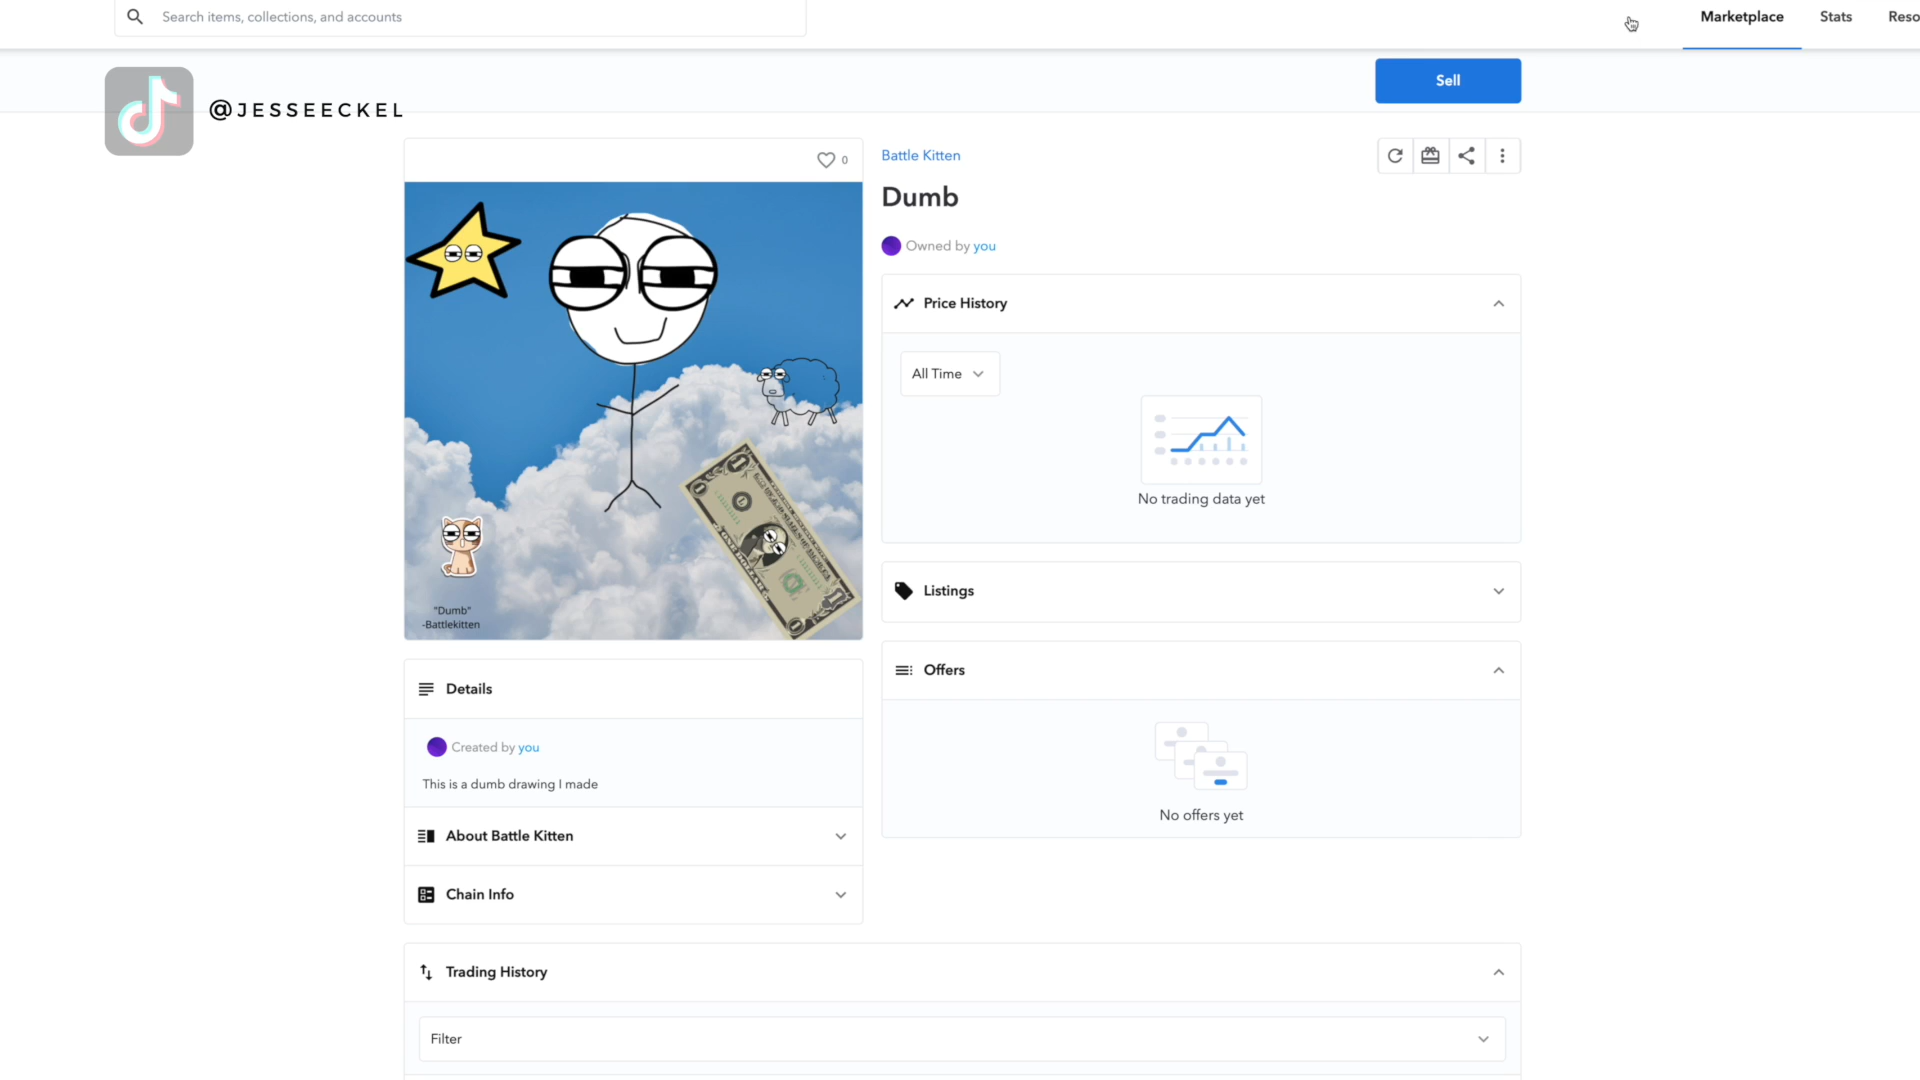 Search items, collections, and accounts
Marketplace
Stats
Reso
Sell
@JESSEECKEL
0
Battle Kitten
Dumb
Owned by you
Price History
All Time
No trading data yet
"Dumb"
-Battlekitten
Listings
Offers
No offers yet
Details
Created by you
This is a dumb drawing I made
About Battle Kitten
Chain Info
Trading History
Filter